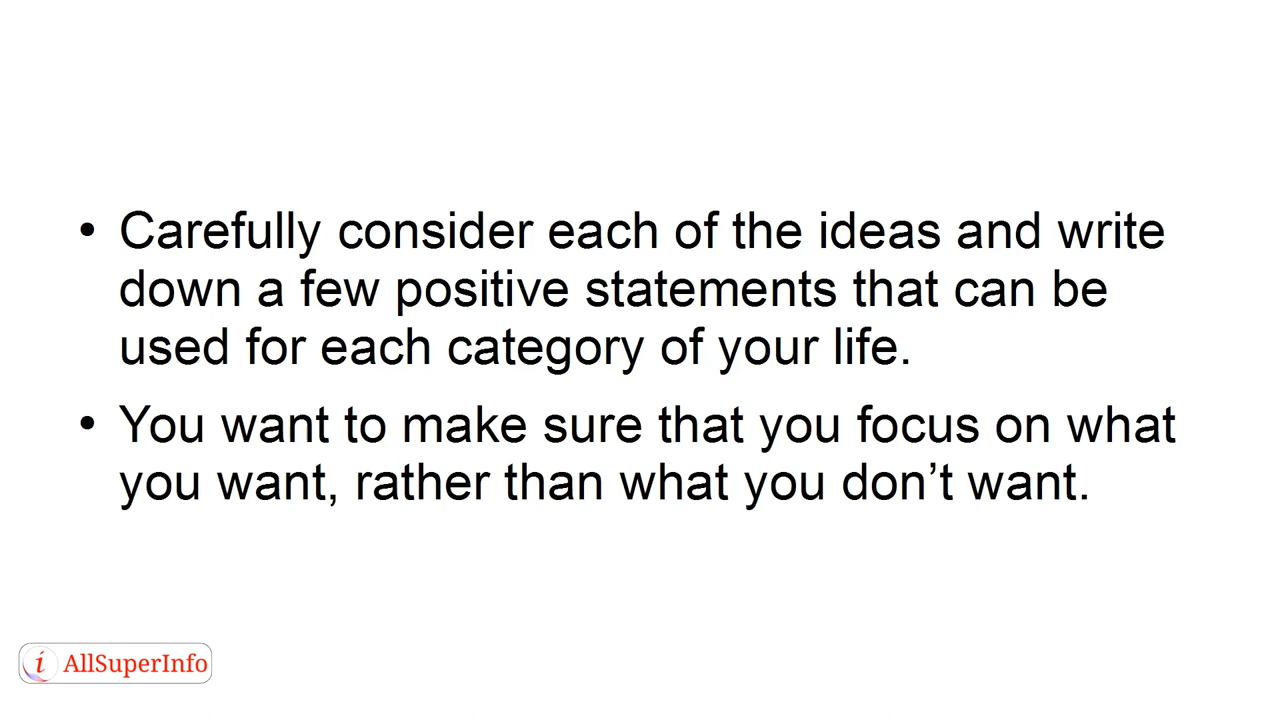 • Carefully consider each of the ideas and write
down a few positive statements that can be
used for each category of your life.
• You want to make sure that you focus on what
you want, rather than what you don’t want.
i AllSuperInfo